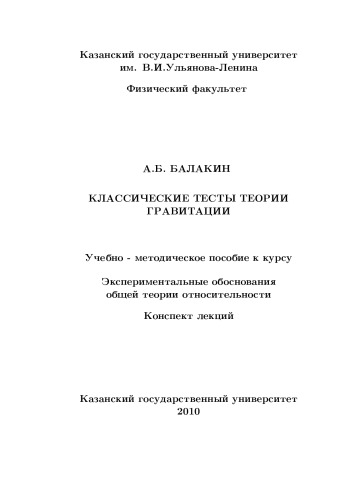 Казанский государственный университет
им. В.И.Ульянова-Ленина
Физический факультет
А.Б. БАЛАКИН
КЛАССИЧЕСКИЕ ТЕСТЫ ТЕОРИИ
ГРАВИТАЦИИ
Учебно - методическое пособие к курсу
Экспериментальные обоснования
общей теории относительности
Конспект лекций
Казанский государственный университет
2010